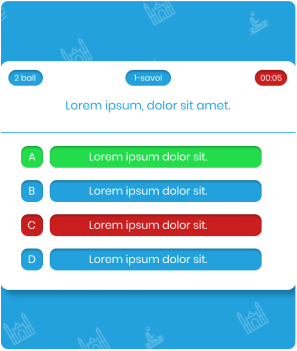 2 ball
1-savol
00:05
Lorem ipsum, dolor sit amet.
A Lorem ipsum dolor sit.
B Lorem ipsum dolor sit.
C Lorem ipsum dolor sit.
D Lorem ipsum dolor sit.